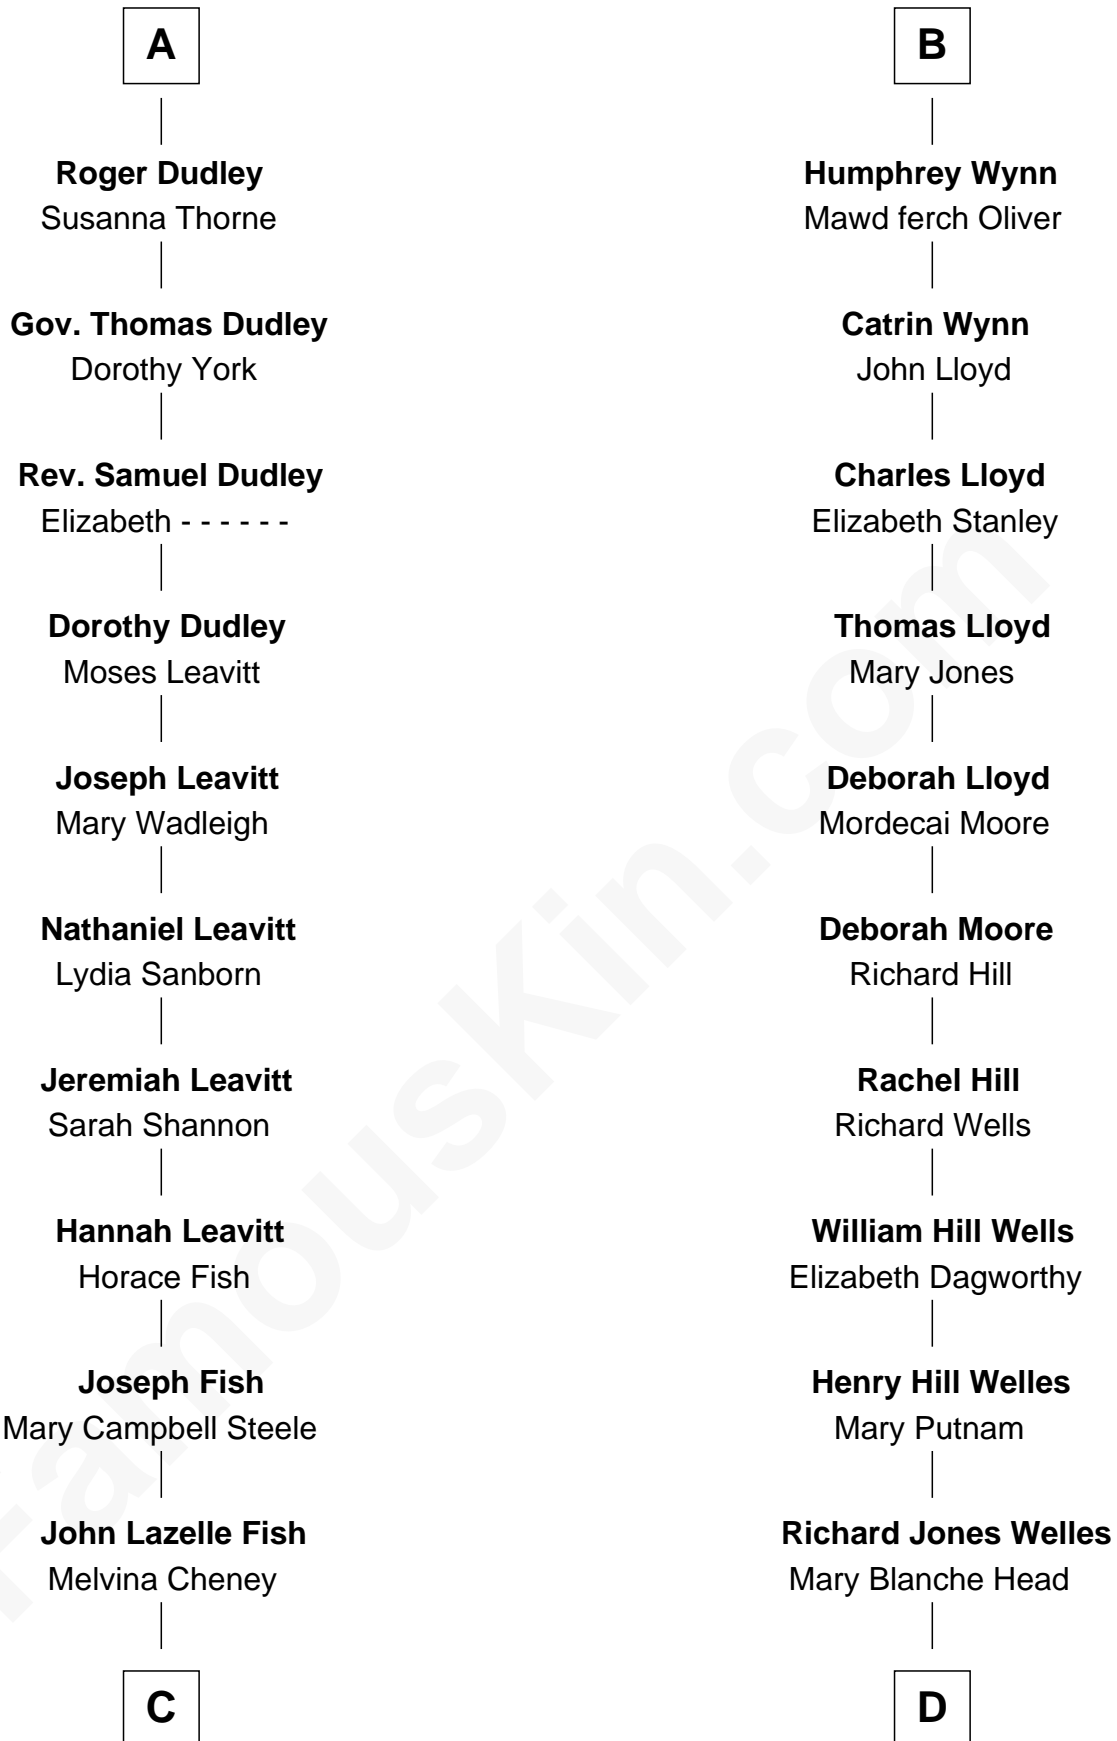 A
Roger Dudley
Susanna Thorne
Gov. Thomas Dudley
Dorothy York
Rev. Samuel Dudley
Elizabeth - - - - - -
Dorothy Dudley
Moses Leavitt
Joseph Leavitt
Mary Wadleigh
Nathaniel Leavitt
Lydia Sanborn
Jeremiah Leavitt
Sarah Shannon
Hannah Leavitt
Horace Fish
Joseph Fish
Mary Campbell Steele
John Lazelle Fish
Melvina Cheney
C
B
Humphrey Wynn
Mawd ferch Oliver
Catrin Wynn
John Lloyd
Charles Lloyd
Elizabeth Stanley
Thomas Lloyd
Mary Jones
Deborah Lloyd
Mordecai Moore
Deborah Moore
Richard Hill
Rachel Hill
Richard Wells
William Hill Wells
Elizabeth Dagworthy
Henry Hill Welles
Mary Putnam
Richard Jones Welles
Mary Blanche Head
D
FamousKin.com